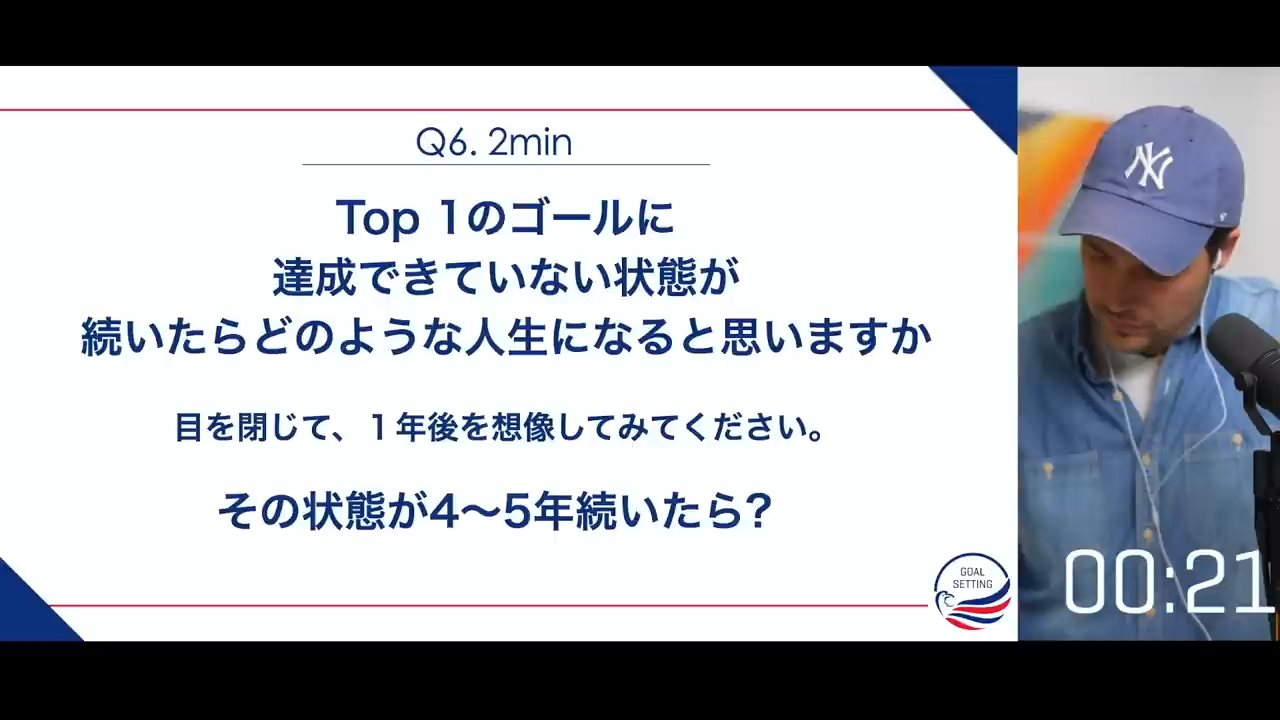 Q6. 2min
Top 1のゴールに
達成できていない状態が
続いたらどのような人生になると思いますか
目を閉じて、１年後を想像してみてください。
その状態が4〜5年続いたら?
GOAL
SETTING
NY
00:21